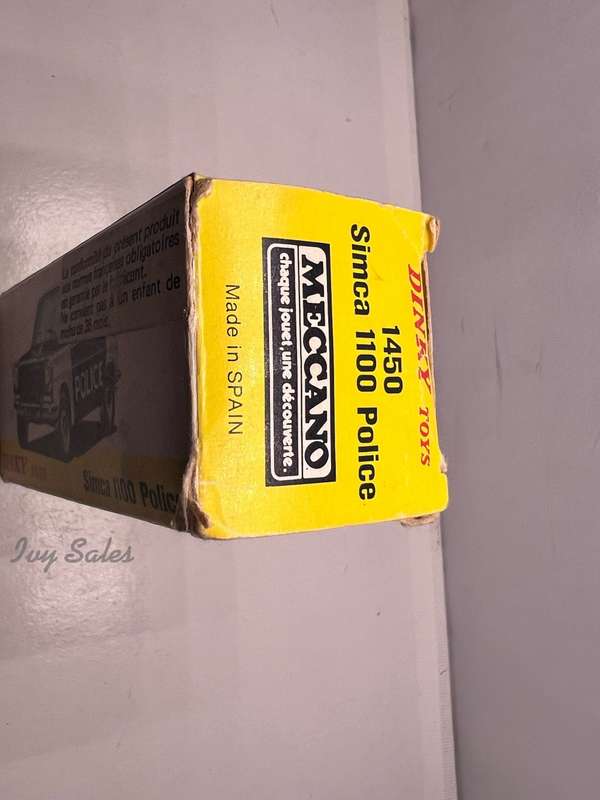 DINKY TOYS
1450
Simca 1100 Police
MECCANO
chaque jouet, une découverte.
Made in SPAIN
La conformité du présent produit
aux normes françaises obligatoires
est garantie par le fabricant.
Ne convient pas à un enfant de
moins de 36 mois.
POLICE
DINKY
Simca 1100 Police
Ivy Sales